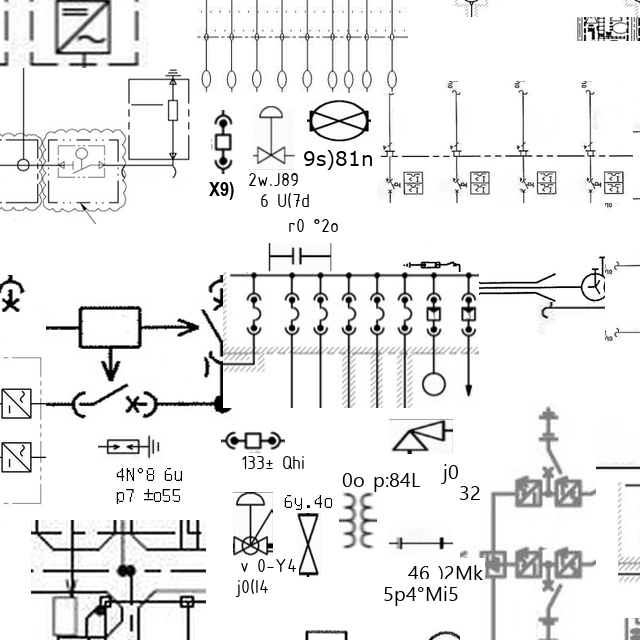 9s)81n
X9)
2w.J89
6 U(7d
r0 °2o
133± Qhi
4N°8 6u
p7 ±o55
0o p:84L
j0
32
6y.4o
v 0-Y4
j0(I4
46 )2Mk
5p4°Mi5